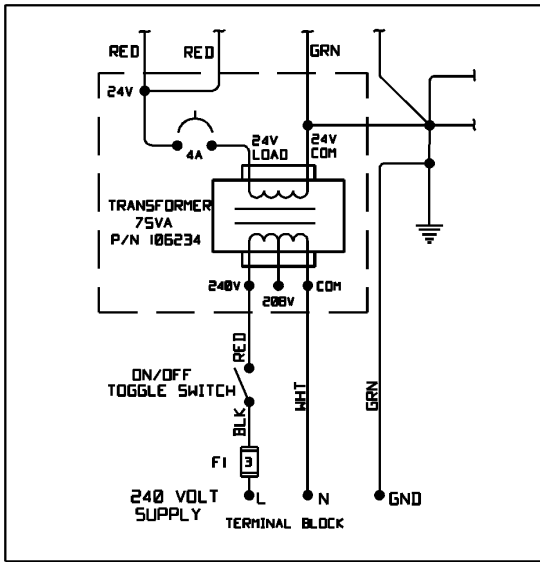 RED
RED
GRN
24V
4A
24V
LOAD
24V
COM
TRANSFORMER
75VA
P/N 106234
240V
208V
COM
RED
ON/OFF
TOGGLE SWITCH
BLK
WHT
GRN
F1
3
240 VOLT
SUPPLY
L
N
GND
TERMINAL BLOCK